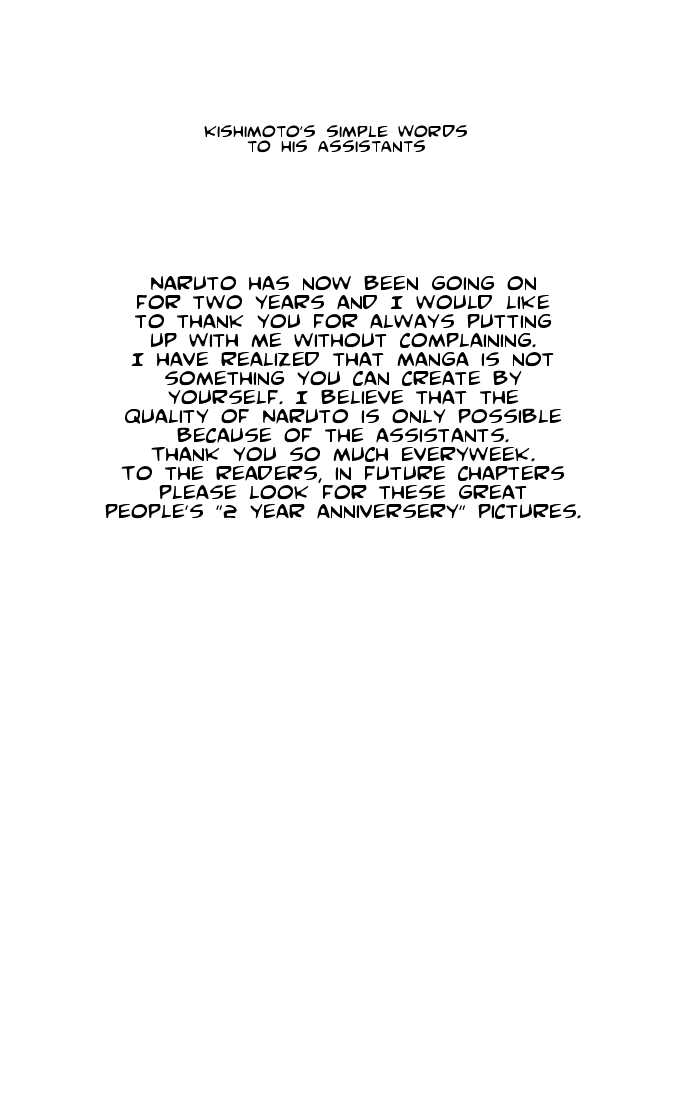 KISHIMOTO'S SIMPLE WORDS
TO HIS ASSISTANTS
NARUTO HAS NOW BEEN GOING ON
FOR TWO YEARS AND I WOULD LIKE
TO THANK YOU FOR ALWAYS PUTTING
UP WITH ME WITHOUT COMPLAINING.
I HAVE REALIZED THAT MANGA IS NOT
SOMETHING YOU CAN CREATE BY
YOURSELF. I BELIEVE THAT THE
QUALITY OF NARUTO IS ONLY POSSIBLE
BECAUSE OF THE ASSISTANTS.
THANK YOU SO MUCH EVERYWEEK.
TO THE READERS, IN FUTURE CHAPTERS
PLEASE LOOK FOR THESE GREAT
PEOPLE'S "2 YEAR ANNIVERSERY" PICTURES.